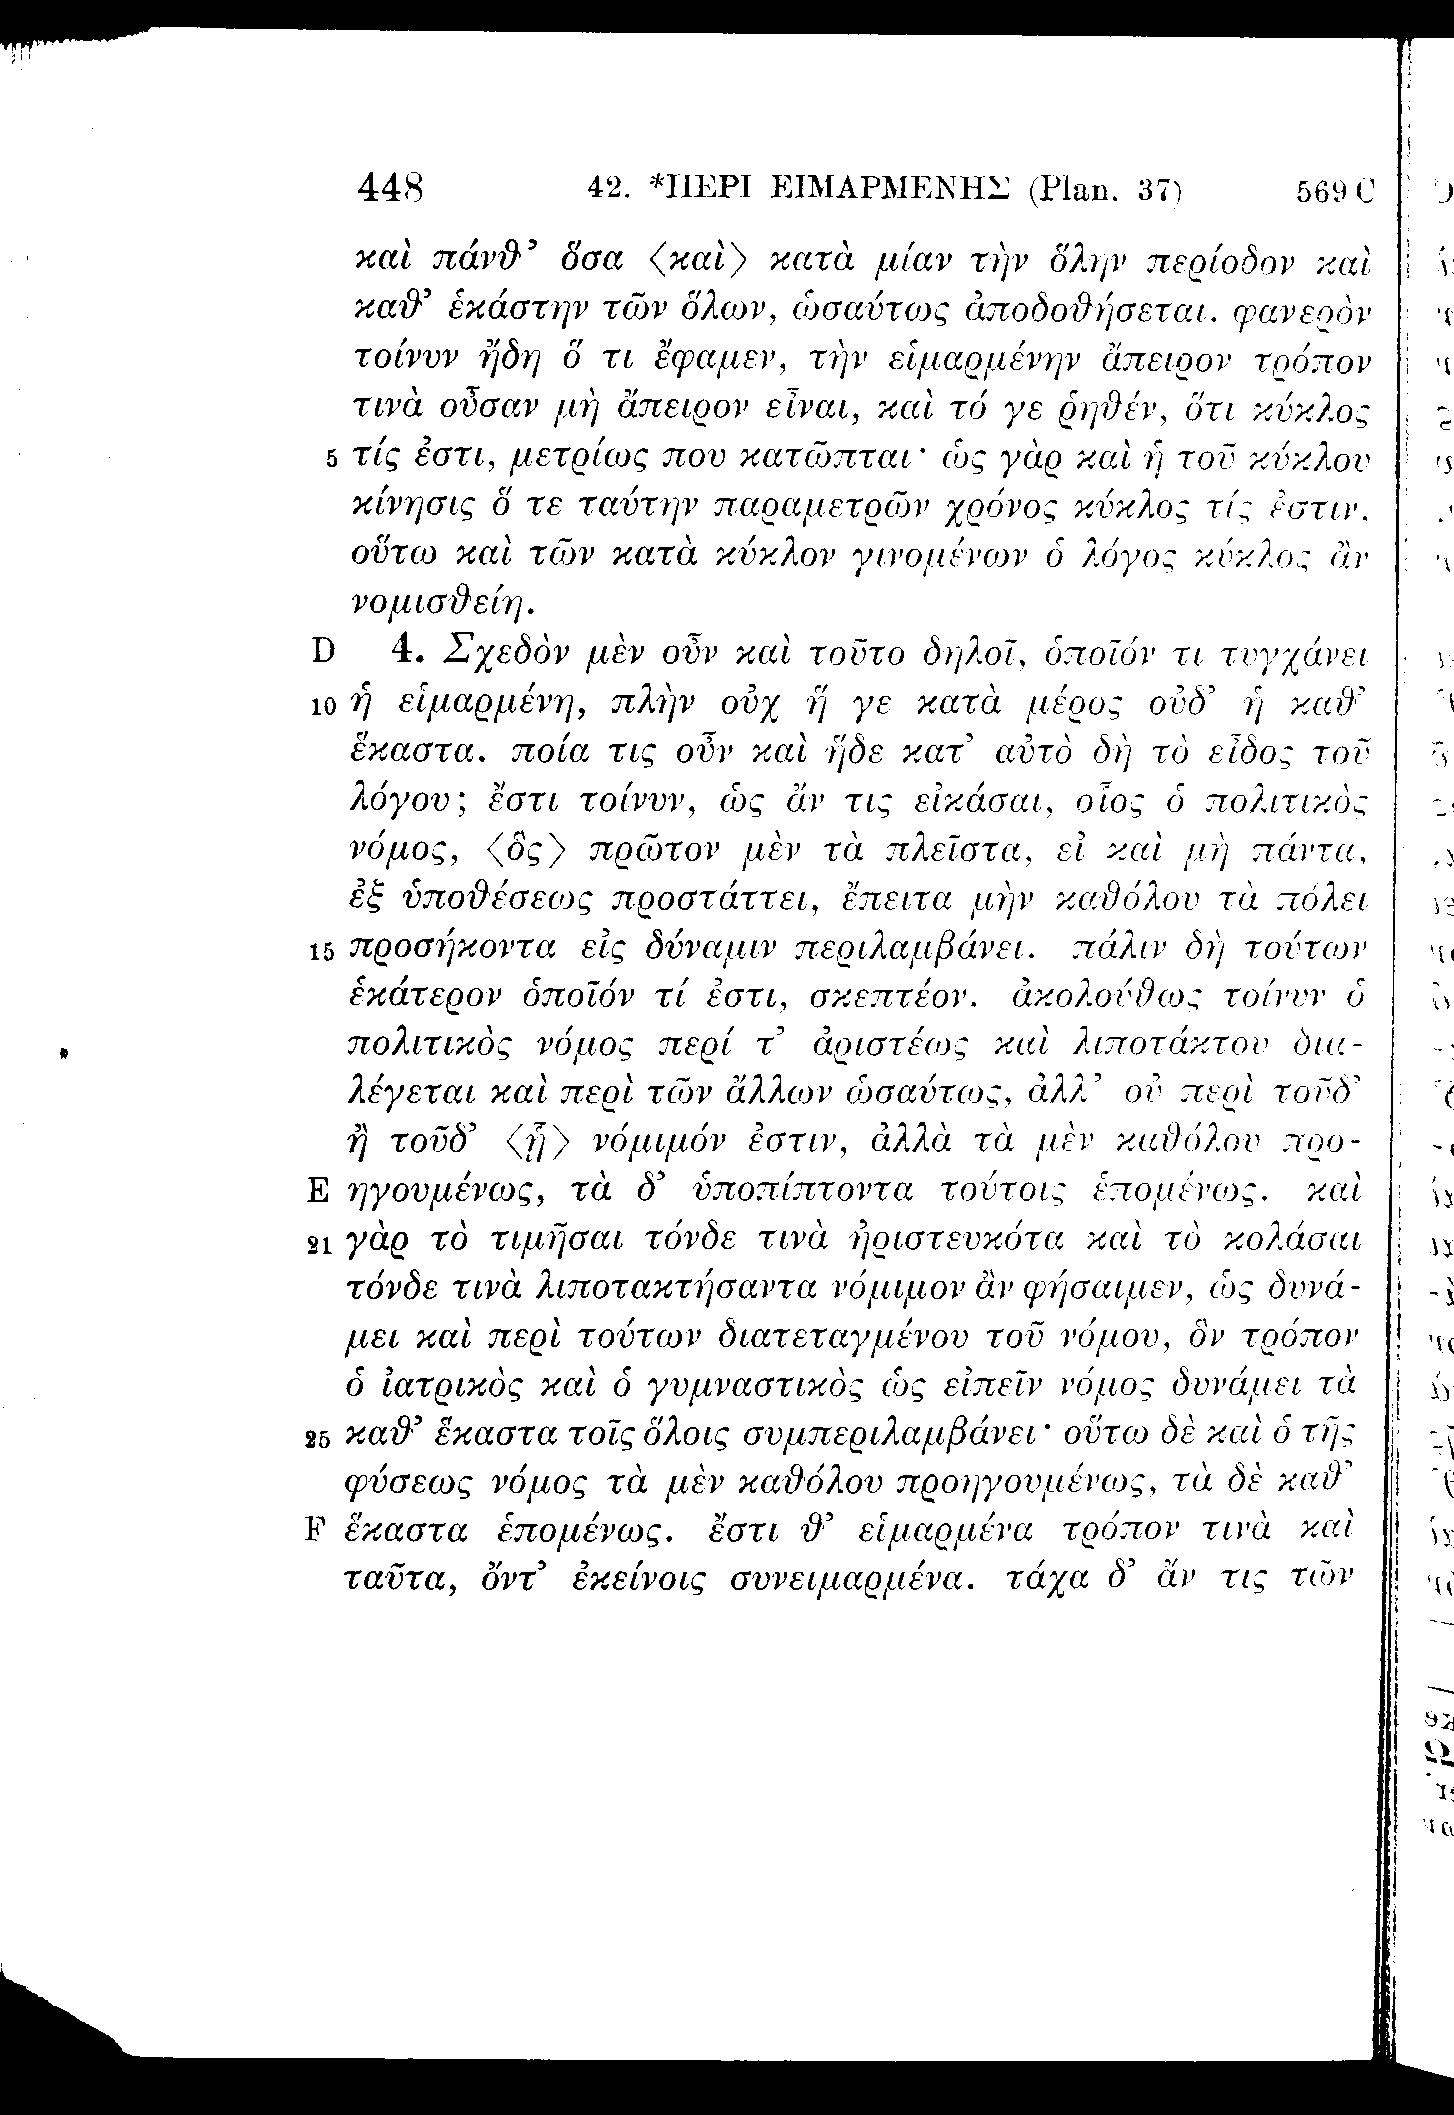 448 42. *ΠΕΡΙ ΕΙΜΑΡΜΕΝΗΣ (Plan. 37) 569 C
καὶ πάνθ’ ὅσα 〈καὶ〉 κατὰ μίαν τὴν ὅλην περίοδον καὶ
καθ’ ἑκάστην τῶν ὅλων, ὡσαύτως ἀποδοθήσεται. φανερὸν
τοίνυν ἤδη ὅ τι ἔφαμεν, τὴν εἱμαρμένην ἄπειρον τρόπον
τινὰ οὖσαν μὴ ἄπειρον εἶναι, καὶ τό γε ῥηθέν, ὅτι κύκλος
5 τίς ἐστι, μετρίως που κατῶπται· ὡς γὰρ καὶ ἡ τοῦ κύκλου
κίνησις ὅ τε ταύτην παραμετρῶν χρόνος κύκλος τίς ἐστιν,
οὕτω καὶ τῶν κατὰ κύκλον γινομένων ὁ λόγος κύκλος ἂν
νομισθείη.
D 4. Σχεδὸν μὲν οὖν καὶ τοῦτο δηλοῖ, ὁποῖόν τι τυγχάνει
10 ἡ εἱμαρμένη, πλὴν οὐχ ἥ γε κατὰ μέρος οὐδ’ ἡ καθ’
ἕκαστα. ποία τις οὖν καὶ ἥδε κατ’ αὐτὸ δὴ τὸ εἶδος τοῦ
λόγου; ἔστι τοίνυν, ὡς ἄν τις εἰκάσαι, οἷος ὁ πολιτικὸς
νόμος, 〈ὃς〉 πρῶτον μὲν τὰ πλεῖστα, εἰ καὶ μὴ πάντα,
ἐξ ὑποθέσεως προστάττει, ἔπειτα μὴν καθόλου τὰ πόλει
15 προσήκοντα εἰς δύναμιν περιλαμβάνει. πάλιν δὴ τούτων
ἑκάτερον ὁποῖόν τί ἐστι, σκεπτέον. ἀκολούθως τοίνυν ὁ
πολιτικὸς νόμος περί τ’ ἀριστέως καὶ λιποτάκτου δια-
λέγεται καὶ περὶ τῶν ἄλλων ὡσαύτως, ἀλλ’ οὐ περὶ τοῦδ’
ἢ τοῦδ’ 〈ᾗ〉 νόμιμόν ἐστιν, ἀλλὰ τὰ μὲν καθόλου προ-
E ηγουμένως, τὰ δ’ ὑποπίπτοντα τούτοις ἑπομένως. καὶ
21 γὰρ τὸ τιμῆσαι τόνδε τινὰ ἠριστευκότα καὶ τὸ κολάσαι
τόνδε τινὰ λιποτακτήσαντα νόμιμον ἂν φήσαιμεν, ὡς δυνά-
μει καὶ περὶ τούτων διατεταγμένου τοῦ νόμου, ὃν τρόπον
ὁ ἰατρικὸς καὶ ὁ γυμναστικὸς ὡς εἰπεῖν νόμος δυνάμει τὰ
25 καθ’ ἕκαστα τοῖς ὅλοις συμπεριλαμβάνει· οὕτω δὲ καὶ ὁ τῆς
φύσεως νόμος τὰ μὲν καθόλου προηγουμένως, τὰ δὲ καθ’
F ἕκαστα ἑπομένως. ἔστι θ’ εἱμαρμένα τρόπον τινὰ καὶ
ταῦτα, ὄντ’ ἐκείνοις συνειμαρμένα. τάχα δ’ ἄν τις τῶν